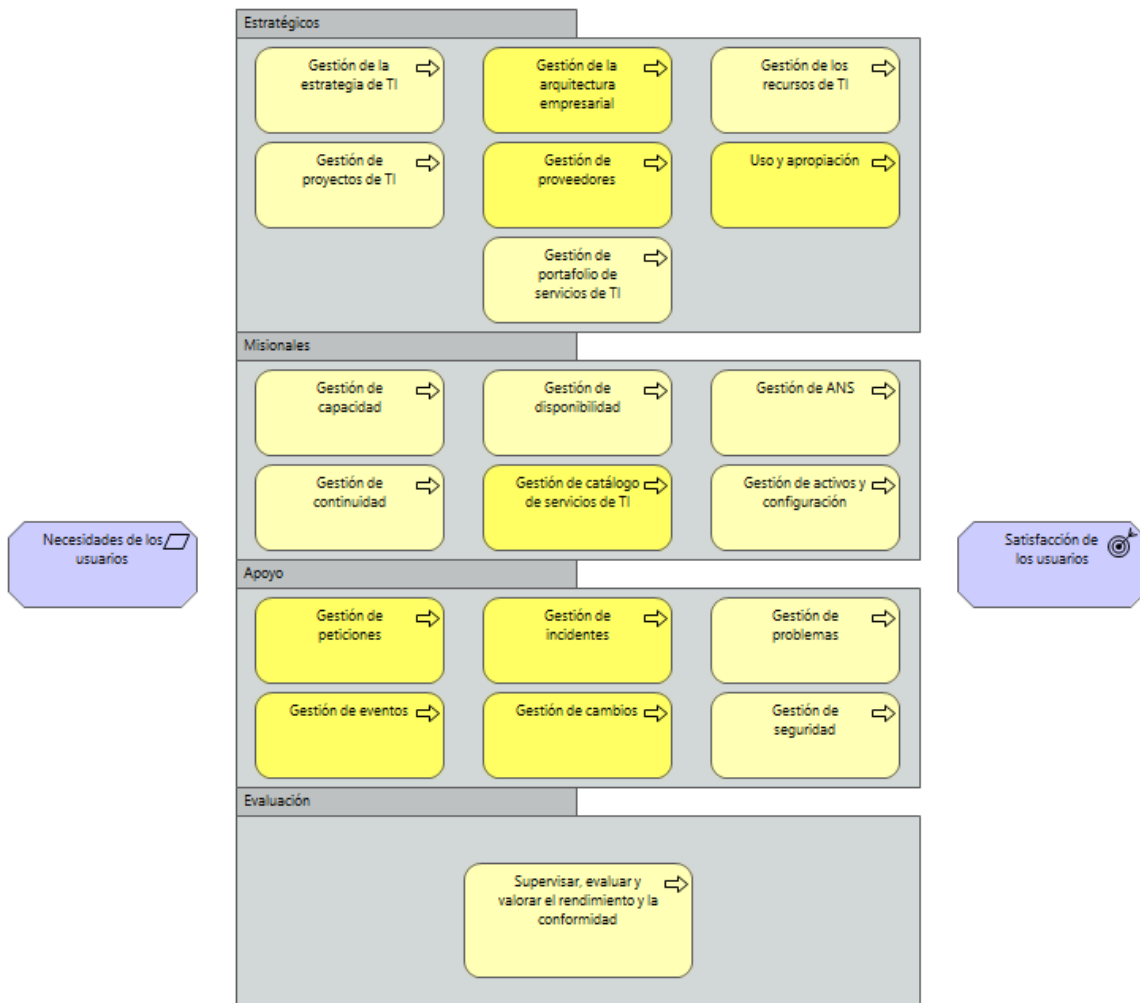 Estratégicos
Gestión de la
estrategia de TI
Gestión de la
arquitectura
empresarial
Gestión de los
recursos de TI
Gestión de
proyectos de TI
Gestión de
proveedores
Uso y apropiación
Gestión de
portafolio de
servicios de TI
Misionales
Gestión de
capacidad
Gestión de
disponibilidad
Gestión de ANS
Gestión de
continuidad
Gestión de catálogo
de servicios de TI
Gestión de activos y
configuración
Necesidades de los
usuarios
Satisfacción de
los usuarios
Apoyo
Gestión de
peticiones
Gestión de
incidentes
Gestión de
problemas
Gestión de eventos
Gestión de cambios
Gestión de
seguridad
Evaluación
Supervisar, evaluar y
valorar el rendimiento y la
conformidad